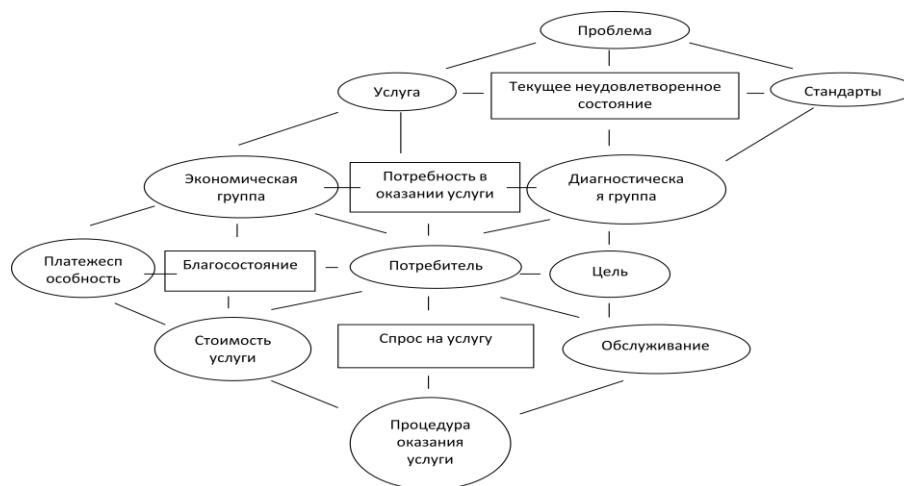 Проблема
Услуга
Текущее неудовлетворенное
состояние
Стандарты
Экономическая
группа
Потребность в
оказании услуги
Диагностическа
я группа
Платежесп
особность
Благосостояние
Потребитель
Цель
Стоимость
услуги
Спрос на услугу
Обслуживание
Процедура
оказания
услуги